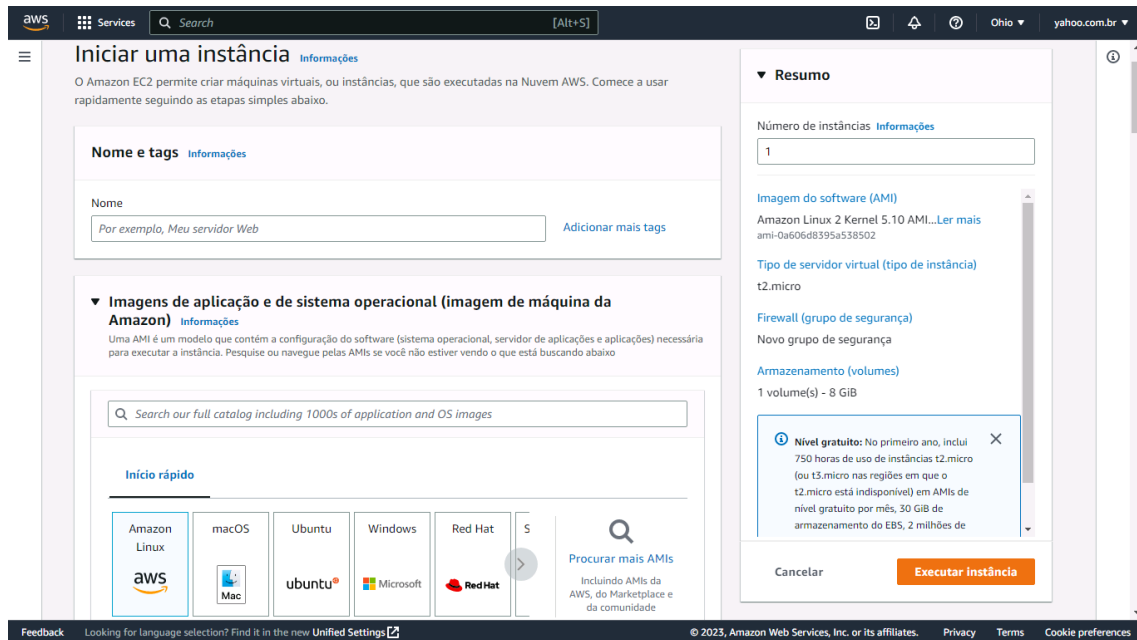 aws
Services
Search
[Alt+S]
Ohio ▼
yahoo.com.br ▼
Iniciar uma instância Informações
O Amazon EC2 permite criar máquinas virtuais, ou instâncias, que são executadas na Nuvem AWS. Comece a usar
rapidamente seguindo as etapas simples abaixo.
Nome e tags Informações
Nome
Por exemplo, Meu servidor Web
Adicionar mais tags
▼ Imagens de aplicação e de sistema operacional (imagem de máquina da
Amazon) Informações
Uma AMI é um modelo que contém a configuração do software (sistema operacional, servidor de aplicações e aplicações) necessária
para executar a instância. Pesquise ou navegue pelas AMIs se você não estiver vendo o que está buscando abaixo
Search our full catalog including 1000s of application and OS images
Início rápido
Amazon
Linux
aws
macOS
Mac
Ubuntu
ubuntu®
Windows
Microsoft
Red Hat
Red Hat
S
Procurar mais AMIs
Incluindo AMIs da
AWS, do Marketplace e
da comunidade
▼ Resumo
Número de instâncias Informações
1
Imagem do software (AMI)
Amazon Linux 2 Kernel 5.10 AMI...Ler mais
ami-0a606d8395a538502
Tipo de servidor virtual (tipo de instância)
t2.micro
Firewall (grupo de segurança)
Novo grupo de segurança
Armazenamento (volumes)
1 volume(s) - 8 GiB
Nível gratuito: No primeiro ano, inclui
750 horas de uso de instâncias t2.micro
(ou t3.micro nas regiões em que o
t2.micro está indisponível) em AMIs de
nível gratuito por mês, 30 GiB de
armazenamento do EBS, 2 milhões de
Cancelar
Executar instância
Feedback
Looking for language selection? Find it in the new Unified Settings
© 2023, Amazon Web Services, Inc. or its affiliates.
Privacy
Terms
Cookie preferences